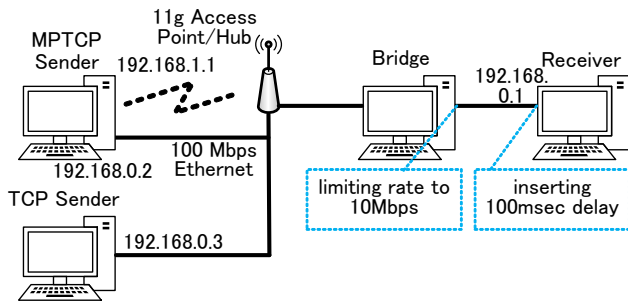 11g Access
Point/Hub
MPTCP
Sender
192.168.1.1
Bridge
Receiver
192.168.
0.1
100 Mbps
Ethernet
192.168.0.2
limiting rate to
10Mbps
inserting
100msec delay
TCP Sender
192.168.0.3